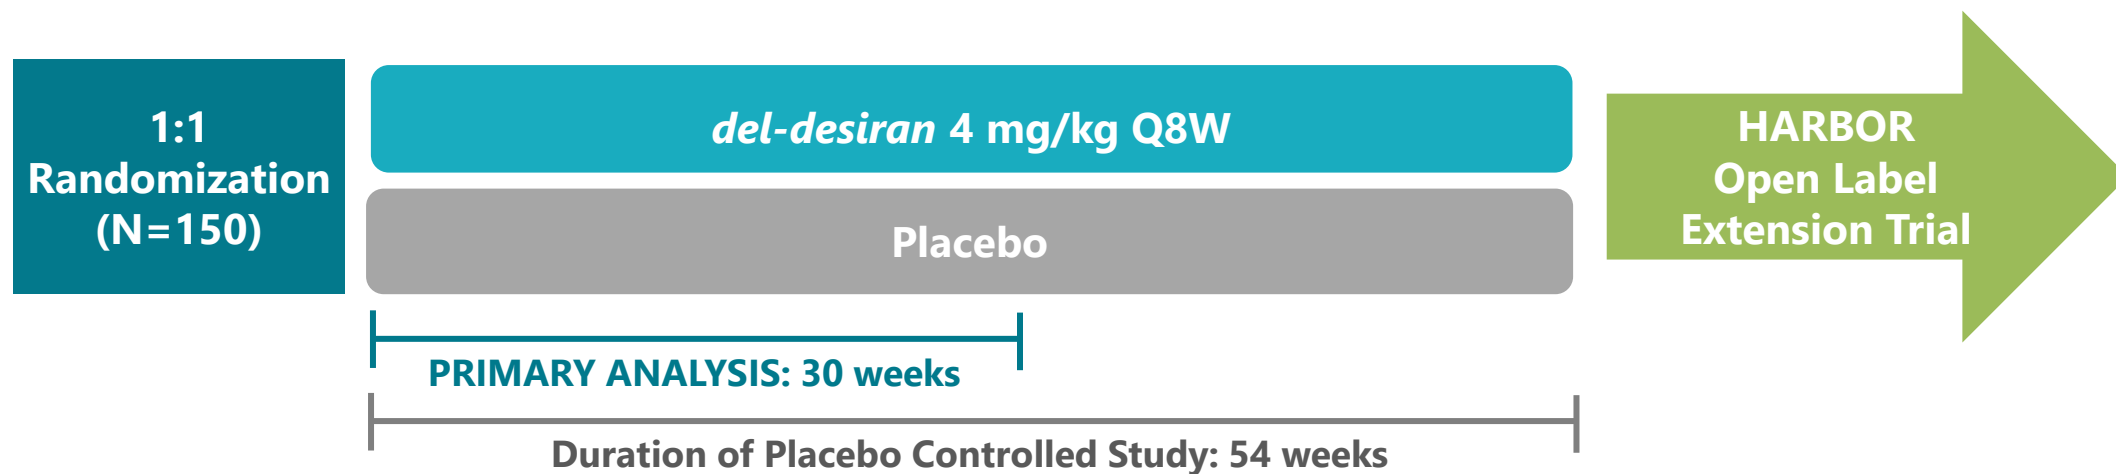 1:1
Randomization
(N=150)
del-desiran 4 mg/kg Q8W
Placebo
PRIMARY ANALYSIS: 30 weeks
Duration of Placebo Controlled Study: 54 weeks
HARBOR
Open Label
Extension Trial